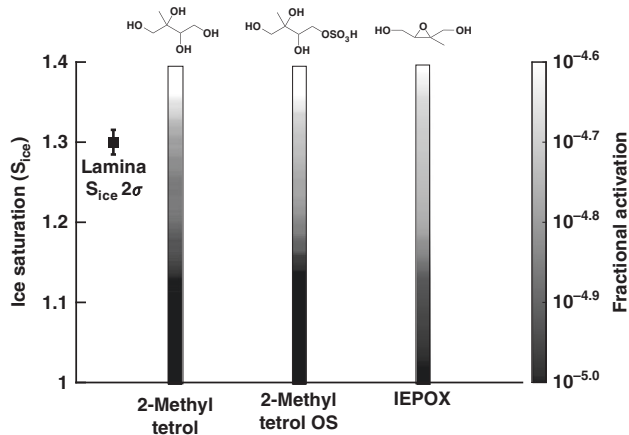 OH
HO
OH
OH
OH
HO
OSO₃H
OH
HO
O
HO
1.4
1.3
1.2
1.1
1
Ice saturation (Sice)
Lamina
Sice 2σ
2-Methyl
tetrol
2-Methyl
tetrol OS
IEPOX
10⁻⁴·⁶
10⁻⁴·⁷
10⁻⁴·⁸
10⁻⁴·⁹
10⁻⁵·⁰
Fractional activation